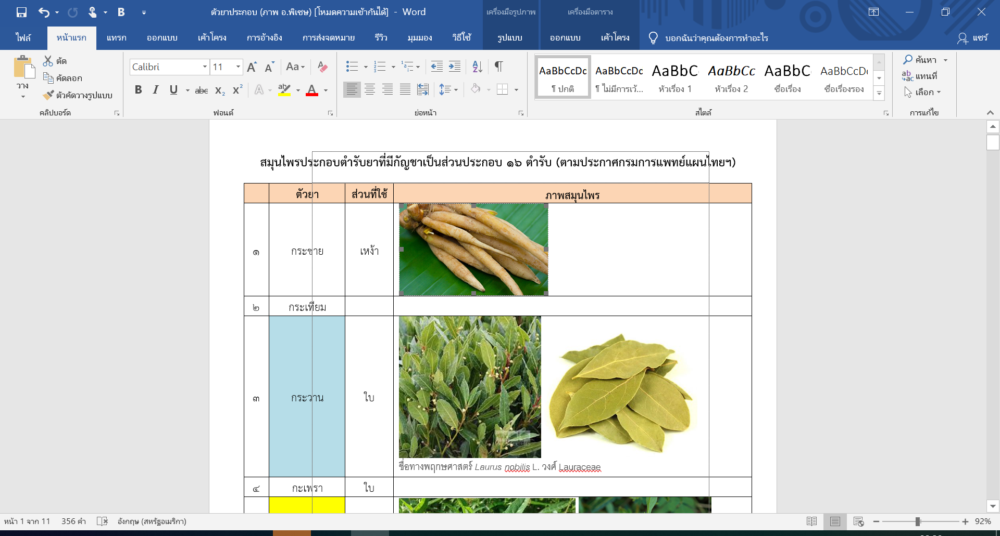 ตัวยาประกอบ (ภาพ อ.พิเชษ) [โหมดความเข้ากันได้] - Word
เครื่องมือรูปภาพ
เครื่องมือตาราง
ไฟล์ หน้าแรก แทรก ออกแบบ เค้าโครง การอ้างอิง การส่งจดหมาย รีวิว มุมมอง วิธีใช้ รูปแบบ ออกแบบ เค้าโครง บอกฉันว่าคุณต้องการทำอะไร แชร์
วาง
ตัด
คัดลอก
ตัวคัดวางรูปแบบ
คลิปบอร์ด
Calibri 11
ฟอนต์
ย่อหน้า
AaBbCcDc AaBbCcDc AaBbC AaBbCc AaBbC AaBbCcD
¶ ปกติ ¶ ไม่มีการเว้... หัวเรื่อง 1 หัวเรื่อง 2 ชื่อเรื่อง ชื่อเรื่องรอง
สไตล์
ค้นหา
แทนที่
เลือก
การแก้ไข
สมุนไพรประกอบตำรับยาที่มีกัญชาเป็นส่วนประกอบ ๑๖ ตำรับ (ตามประกาศกรมการแพทย์แผนไทยฯ)
ตัวยา ส่วนที่ใช้ ภาพสมุนไพร
๑ กระชาย เหง้า
๒ กระเทียม
๓ กระวาน ใบ
ชื่อทางพฤกษศาสตร์ Laurus nobilis L. วงศ์ Lauraceae
๔ กะเพรา ใบ
หน้า 1 จาก 11 356 คำ อังกฤษ (สหรัฐอเมริกา) 92%